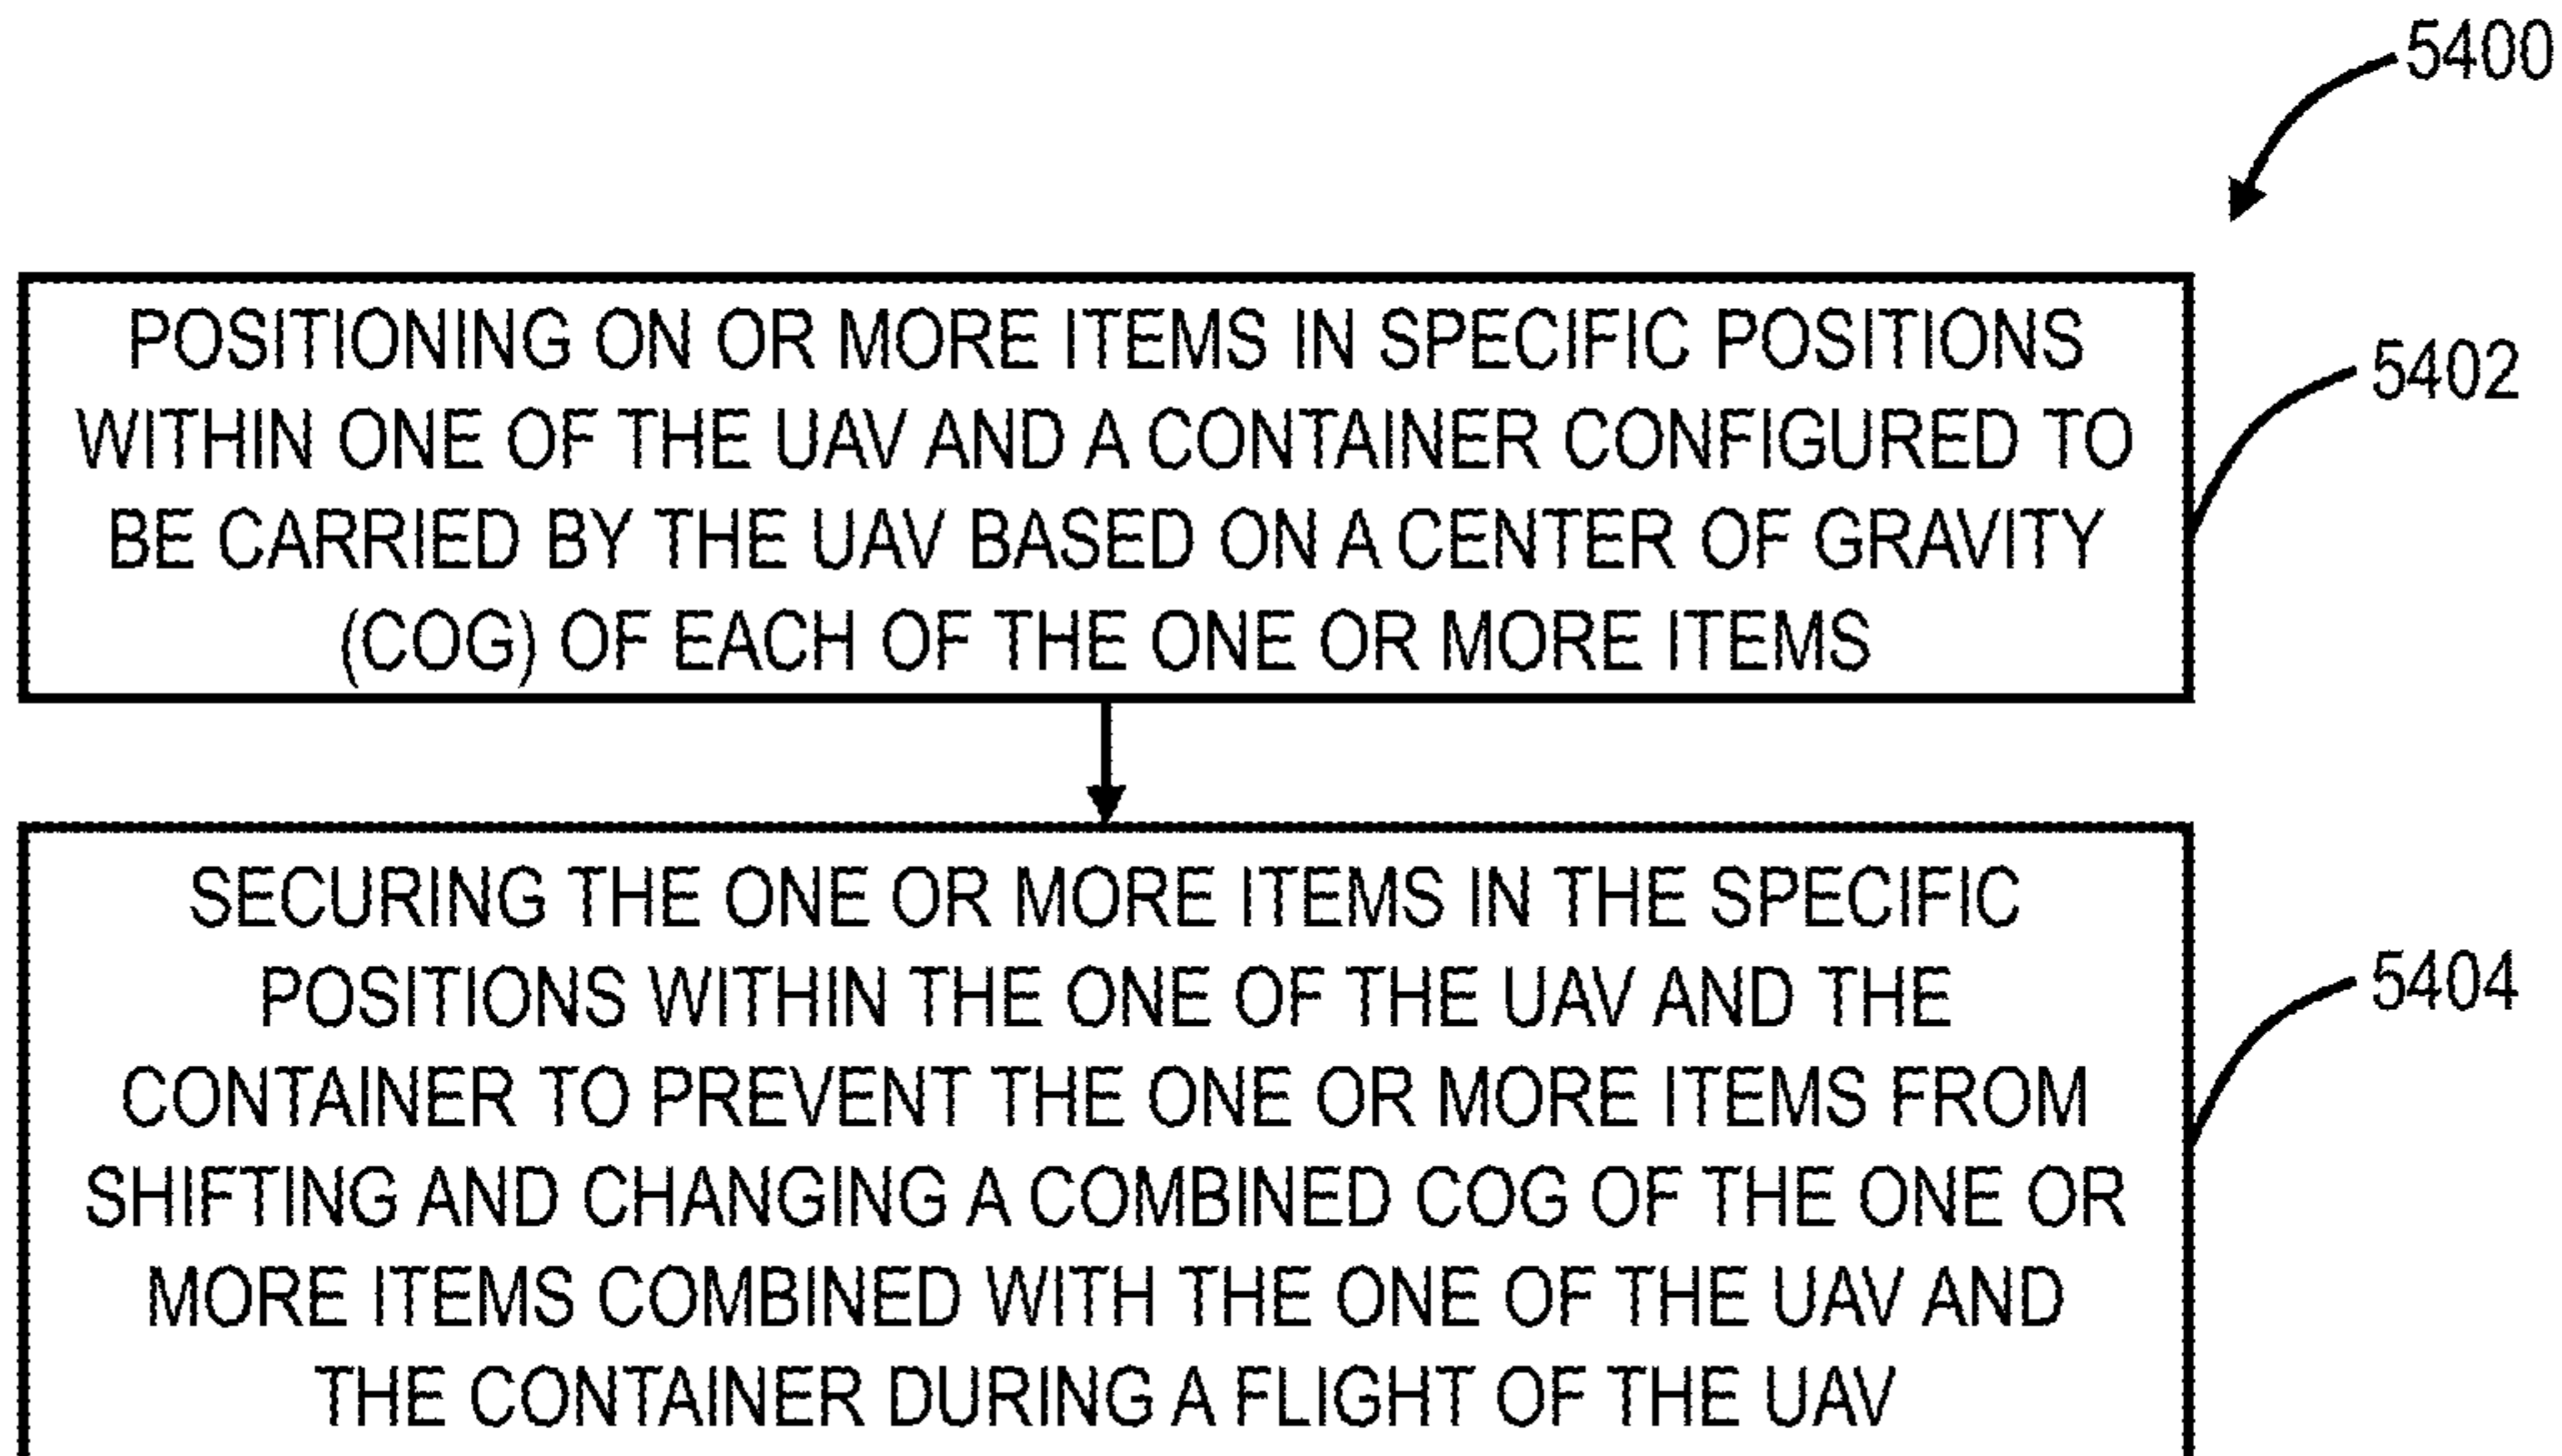 5400
POSITIONING ON OR MORE ITEMS IN SPECIFIC POSITIONS
WITHIN ONE OF THE UAV AND A CONTAINER CONFIGURED TO
BE CARRIED BY THE UAV BASED ON A CENTER OF GRAVITY
(COG) OF EACH OF THE ONE OR MORE ITEMS
5402
SECURING THE ONE OR MORE ITEMS IN THE SPECIFIC
POSITIONS WITHIN THE ONE OF THE UAV AND THE
CONTAINER TO PREVENT THE ONE OR MORE ITEMS FROM
SHIFTING AND CHANGING A COMBINED COG OF THE ONE OR
MORE ITEMS COMBINED WITH THE ONE OF THE UAV AND
THE CONTAINER DURING A FLIGHT OF THE UAV
5404